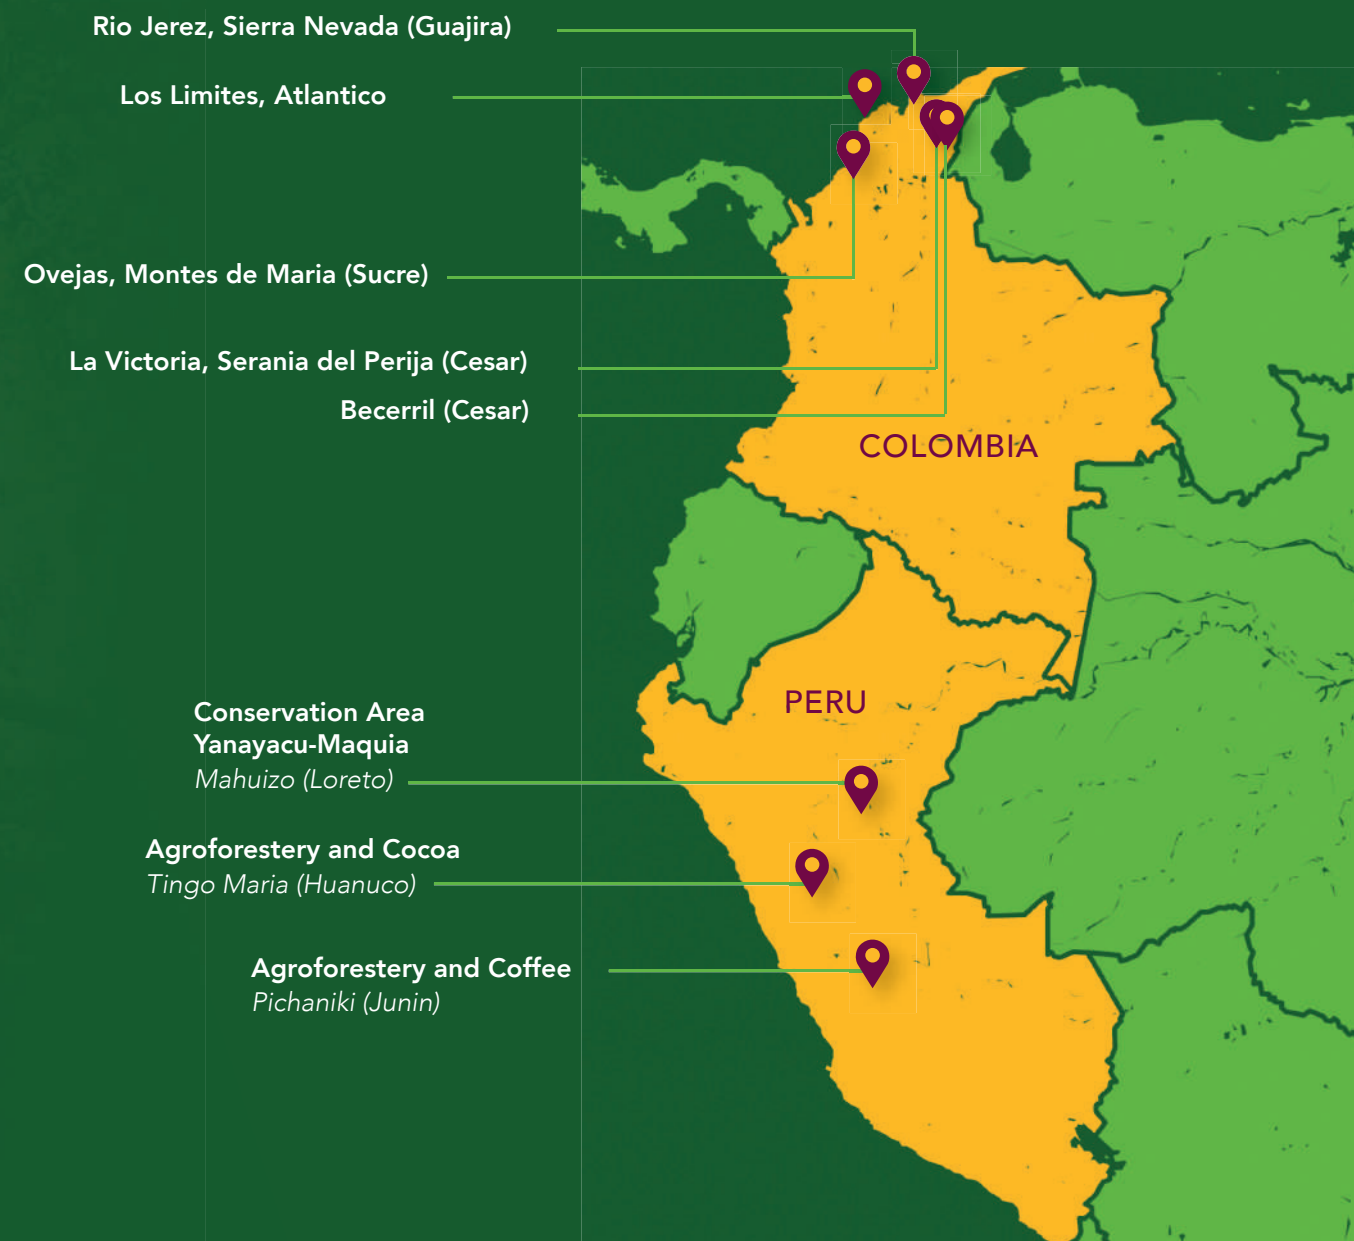 Rio Jerez, Sierra Nevada (Guajira)
Los Limites, Atlantico
Ovejas, Montes de Maria (Sucre)
La Victoria, Serania del Perija (Cesar)
Becerril (Cesar)
COLOMBIA
PERU
Conservation Area
Yanayacu-Maquia
Mahuizo (Loreto)
Agroforestery and Cocoa
Tingo Maria (Huanuco)
Agroforestery and Coffee
Pichaniki (Junin)